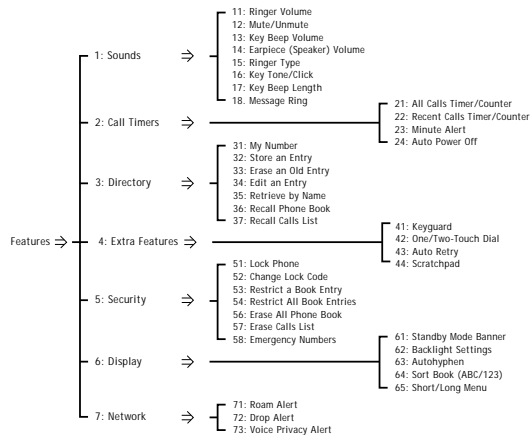 Features
1: Sounds
11: Ringer Volume
12: Mute/Unmute
13: Key Beep Volume
14: Earpiece (Speaker) Volume
15: Ringer Type
16: Key Tone/Click
17: Key Beep Length
18. Message Ring
2: Call Timers
21: All Calls Timer/Counter
22: Recent Calls Timer/Counter
23: Minute Alert
24: Auto Power Off
3: Directory
31: My Number
32: Store an Entry
33: Erase an Old Entry
34: Edit an Entry
35: Retrieve by Name
36: Recall Phone Book
37: Recall Calls List
4: Extra Features
41: Keyguard
42: One/Two-Touch Dial
43: Auto Retry
44: Scratchpad
5: Security
51: Lock Phone
52: Change Lock Code
53: Restrict a Book Entry
54: Restrict All Book Entries
56: Erase All Phone Book
57: Erase Calls List
58: Emergency Numbers
6: Display
61: Standby Mode Banner
62: Backlight Settings
63: Autohyphen
64: Sort Book (ABC/123)
65: Short/Long Menu
7: Network
71: Roam Alert
72: Drop Alert
73: Voice Privacy Alert